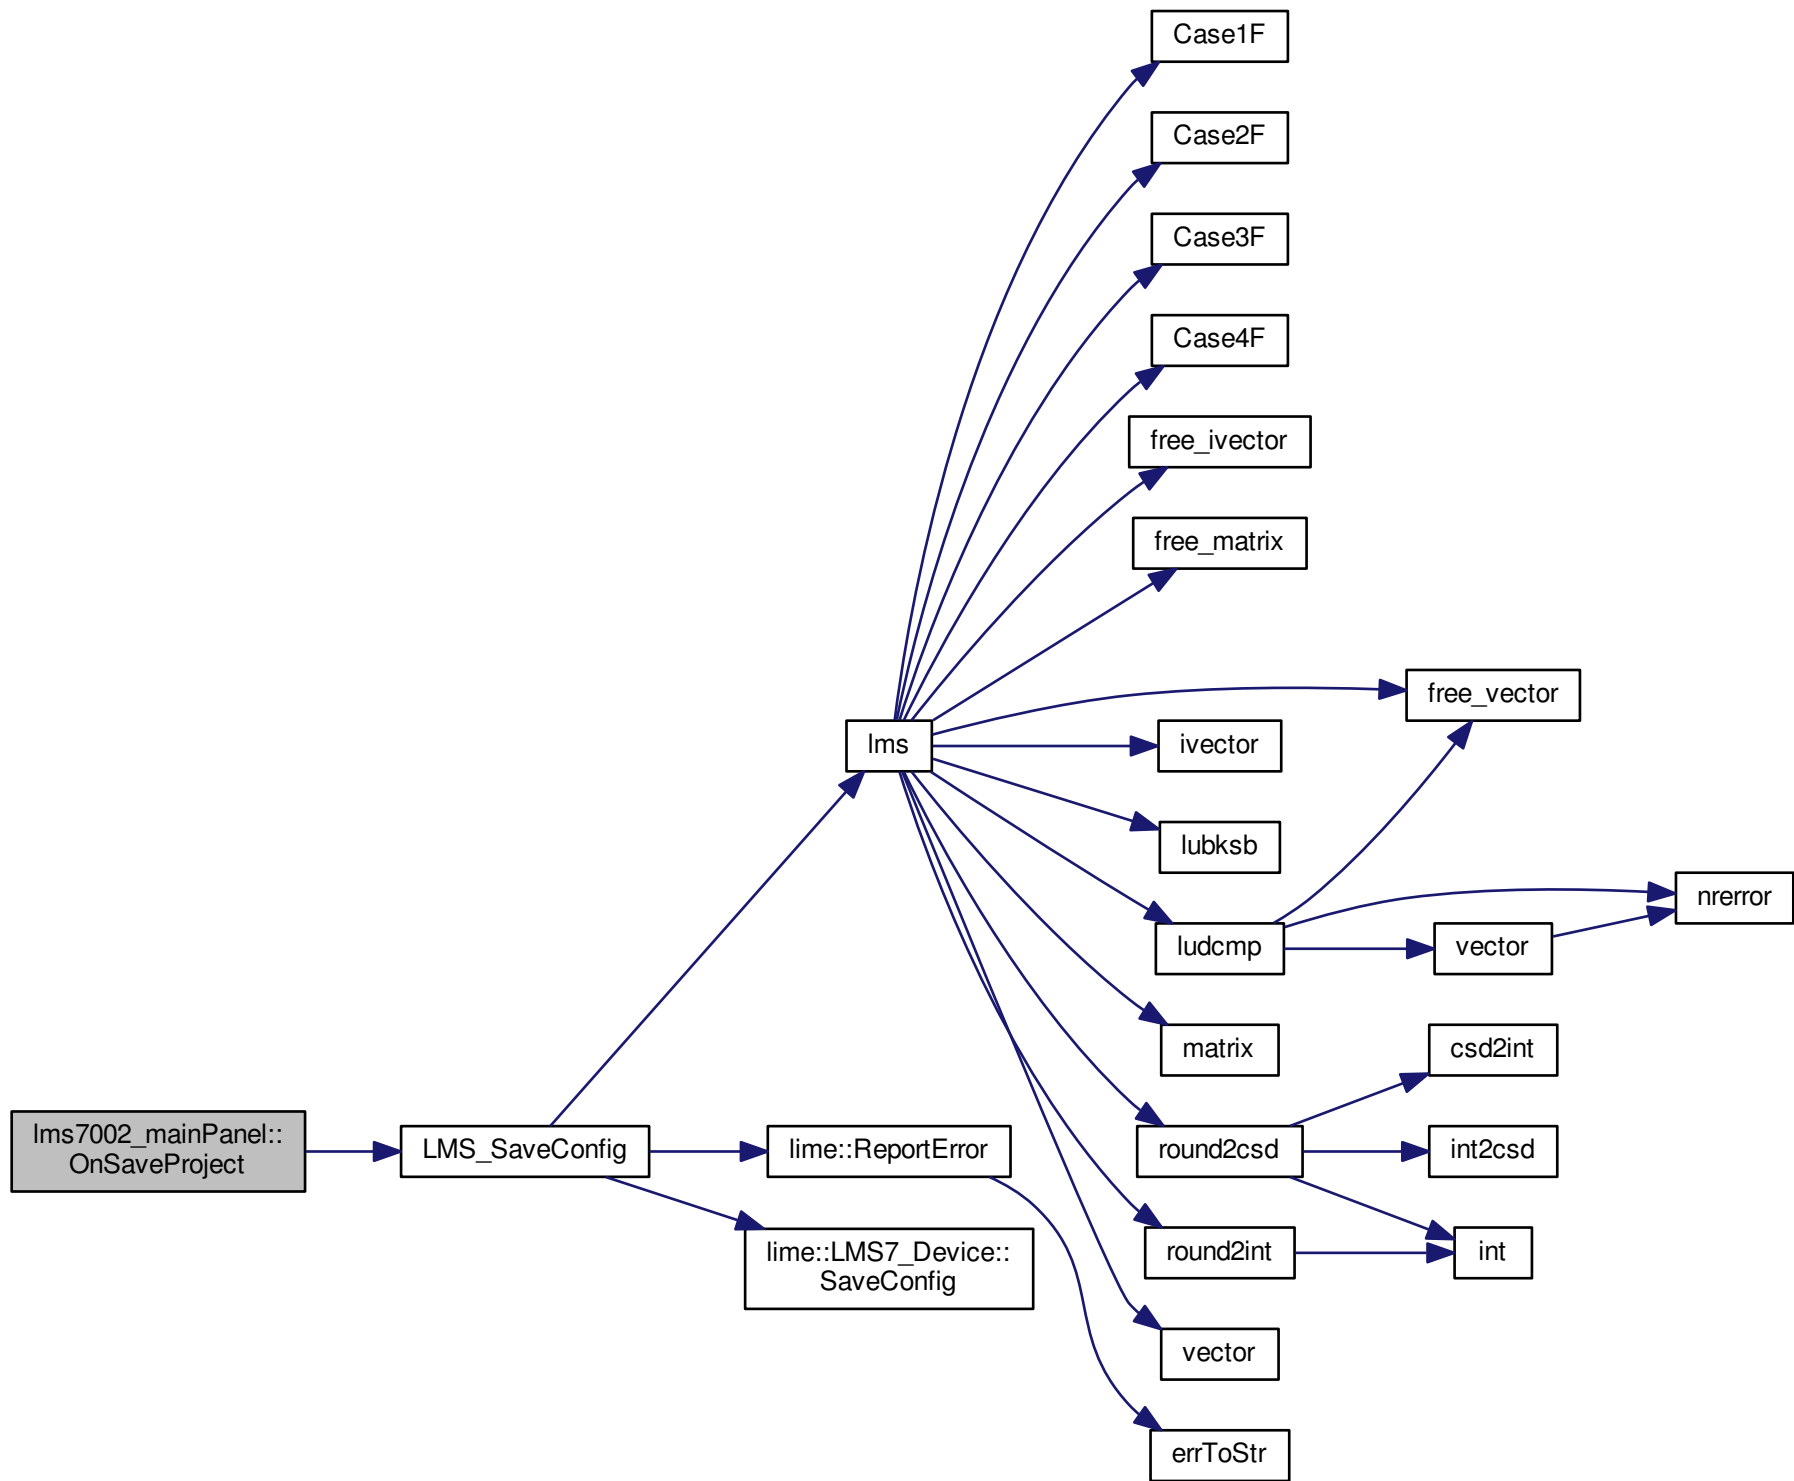 Case1F
Case2F
Case3F
Case4F
free_ivector
free_matrix
free_vector
lms
ivector
lubksb
nrerror
ludcmp
vector
matrix
csd2int
lms7002_mainPanel::
OnSaveProject
LMS_SaveConfig
lime::ReportError
round2csd
int2csd
lime::LMS7_Device::
SaveConfig
round2int
int
vector
errToStr